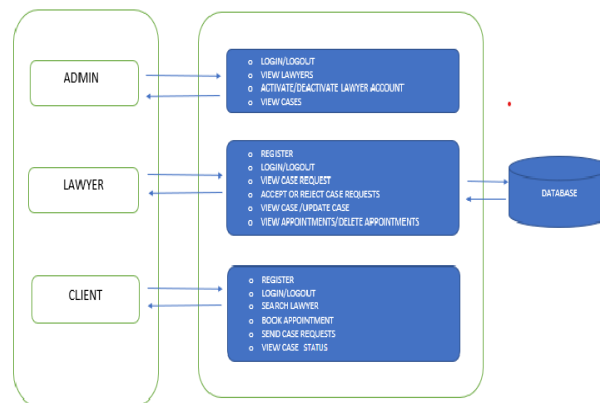 ADMIN
LOGIN/LOGOUT
VIEW LAWYERS
ACTIVATE/DEACTIVATE LAWYER ACCOUNT
VIEW CASES
LAWYER
REGISTER
LOGIN/LOGOUT
VIEW CASE REQUEST
ACCEPT OR REJECT CASE REQUESTS
VIEW CASE /UPDATE CASE
VIEW APPOINTMENTS/DELETE APPOINTMENTS
DATABASE
CLIENT
REGISTER
LOGIN/LOGOUT
SEARCH LAWYER
BOOK APPOINTMENT
SEND CASE REQUESTS
VIEW CASE STATUS